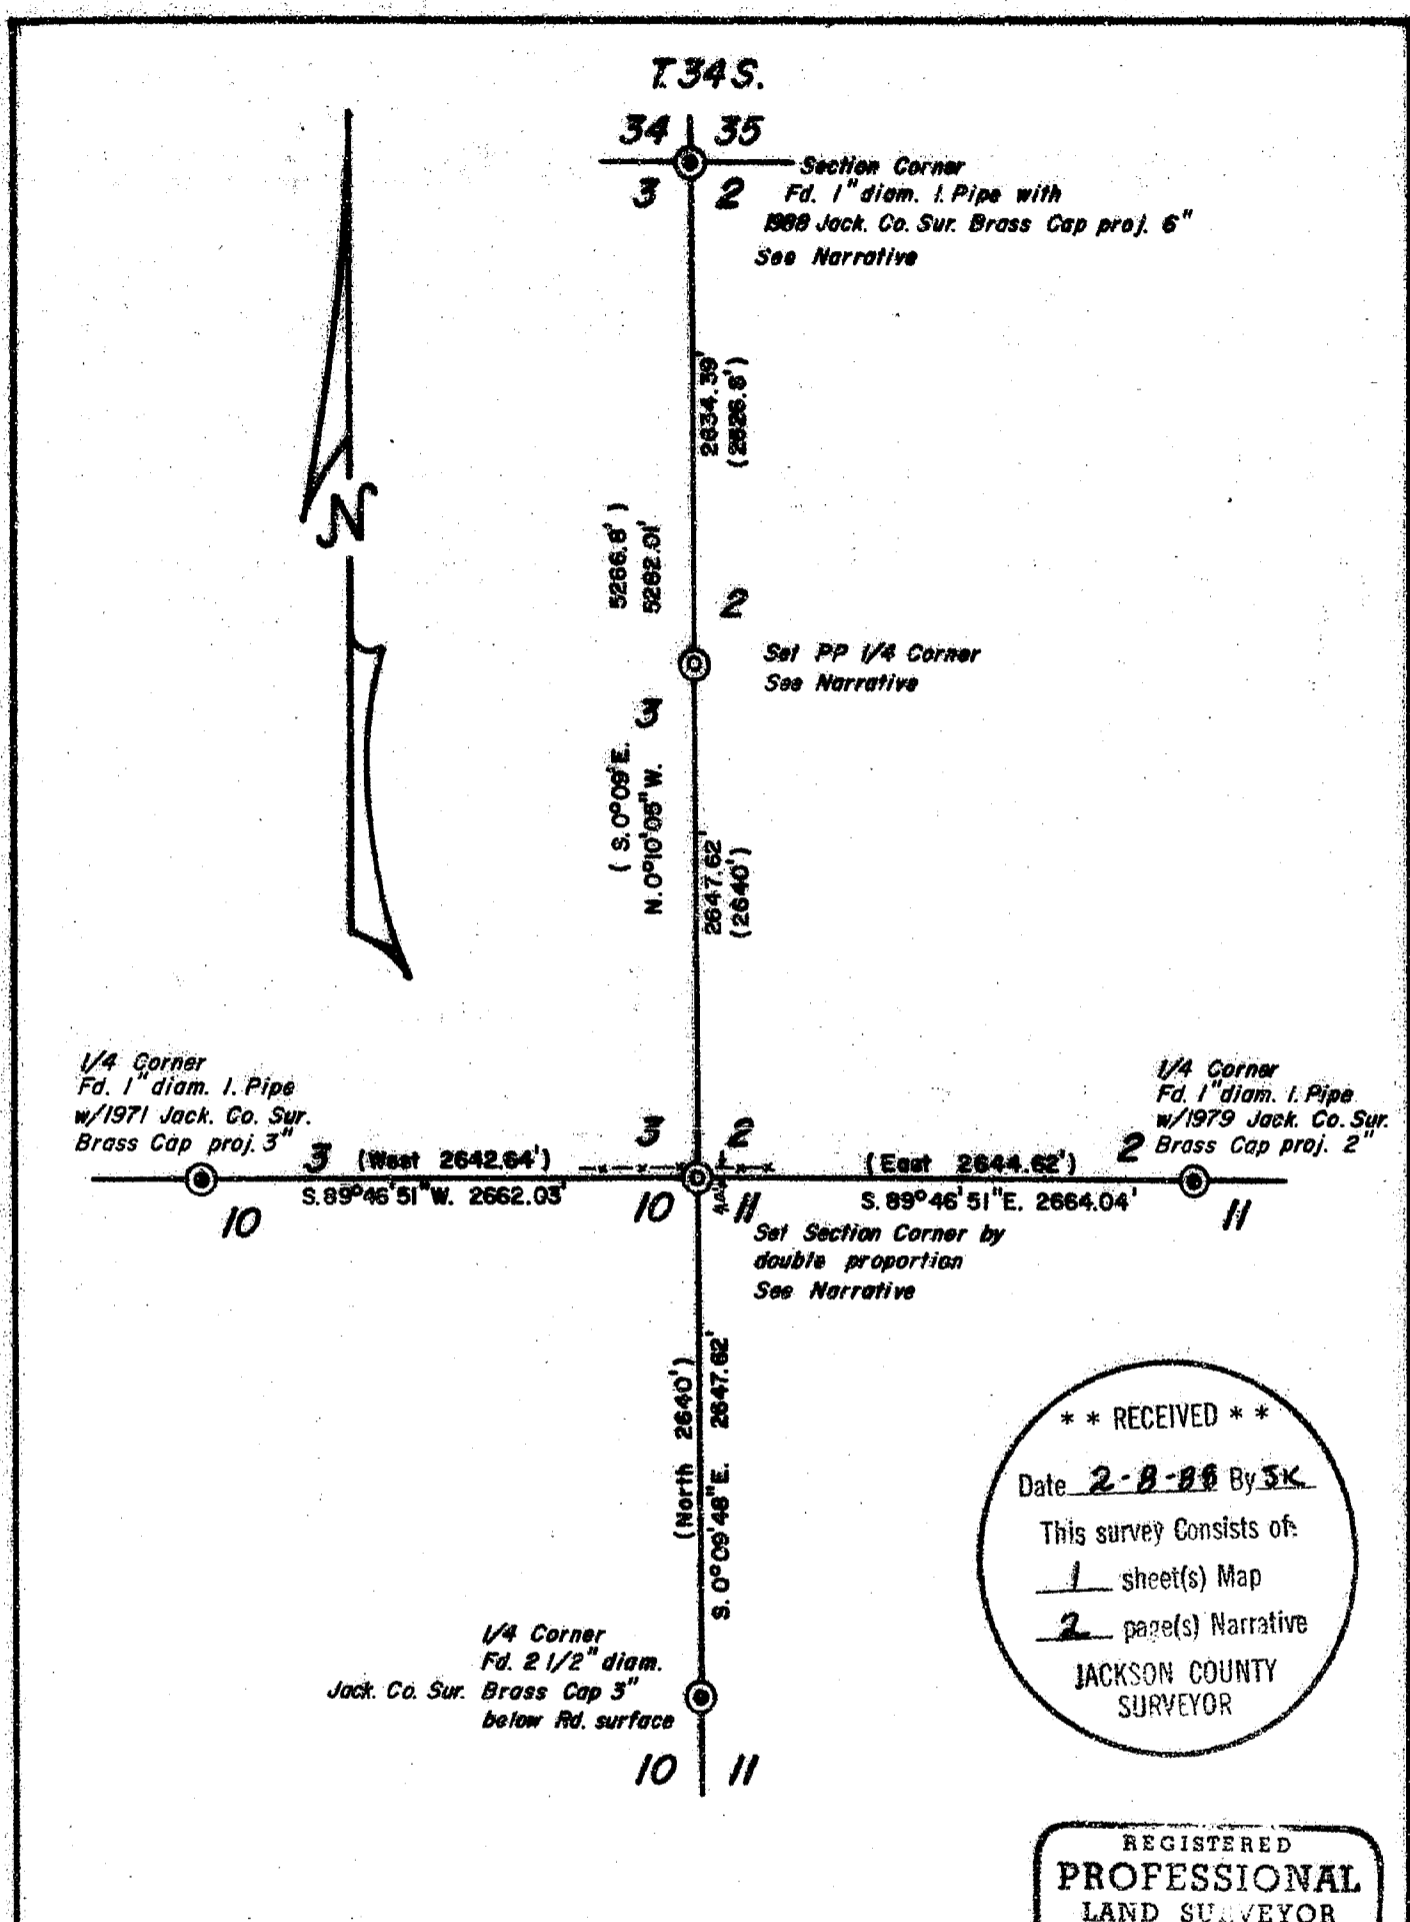 T. 34 S.
34 35
3 2
Section Corner
Fd. 1" diam. I. Pipe with
1988 Jack. Co. Sur. Brass Cap proj. 6"
See Narrative
2634.39'
(2626.8')
5266.8')
5282.01'
2
Set PP 1/4 Corner
See Narrative
3
N
( S. 0°09' E.
N. 0°10'05" W.
2647.62'
(2640')
1/4 Corner
Fd. 1" diam. I. Pipe
w/1971 Jack. Co. Sur.
Brass Cap proj. 3"
1/4 Corner
Fd. 1" diam. I. Pipe
w/1979 Jack. Co. Sur.
Brass Cap proj. 2"
3 2
3 (West 2642.64')
(East 2644.62') 2
S. 89°46'51" W. 2662.03'
S. 89°46'51" E. 2664.04'
10
10 11
11
Set Section Corner by
double proportion
See Narrative
(North 2640')
S. 0°09'48" E. 2647.62'
1/4 Corner
Fd. 2 1/2" diam.
Jack. Co. Sur. Brass Cap 3"
below Rd. surface
10 11
* * RECEIVED * *
Date 2-8-88 By SK
This survey Consists of:
1 sheet(s) Map
2 page(s) Narrative
JACKSON COUNTY
SURVEYOR
REGISTERED
PROFESSIONAL
LAND SURVEYOR